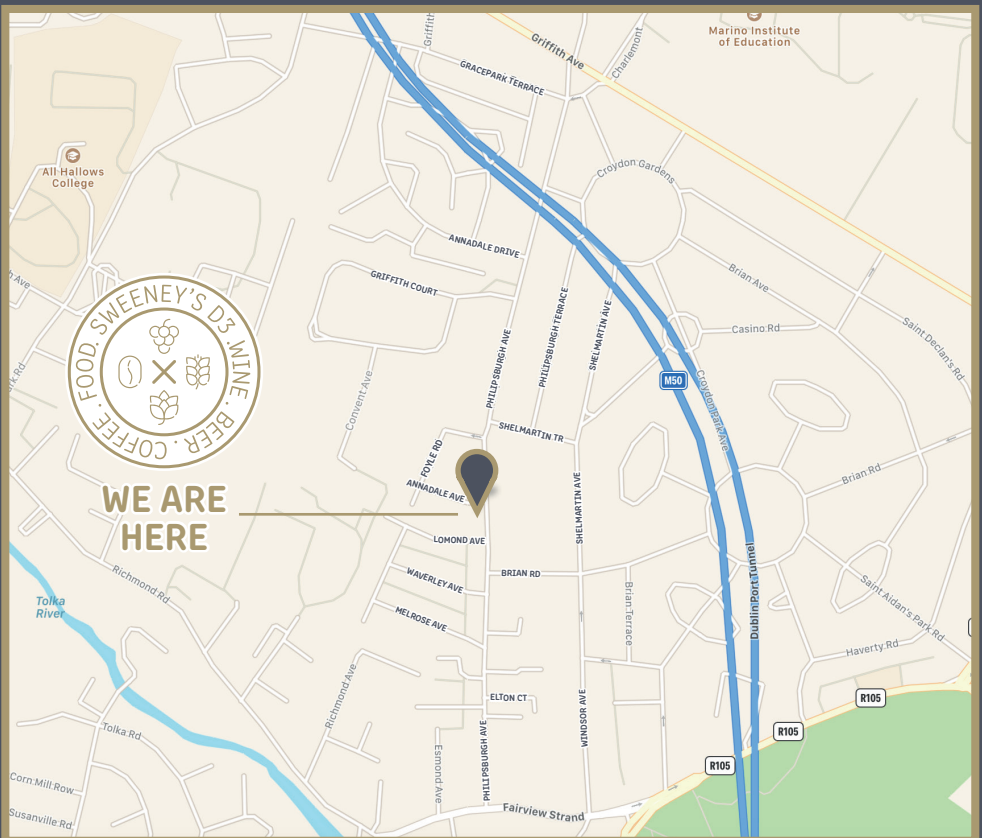 Marino Institute
of Education
Griffith
Griffith Ave
Charlemont
GRACEPARK TERRACE
All Hallows
College
Croydon Gardens
ANNADALE DRIVE
GRIFFITH COURT
h Ave
Brian Ave
SWEENEY'S D3. WINE. BEER. COFFEE. FOOD.
PHILIPSBURGH AVE
PHILIPSBURGH TERRACE
SHELMARTIN AVE
Casino Rd
Saint Declan's Rd
rk Rd
M50
Convent Ave
Croydon Park Ave
SHELMARTIN TR
FOYLE RD
ANNADALE AVE
Brian Rd
WE ARE
HERE
SHELMARTIN AVE
LOMOND AVE
BRIAN RD
Richmond Rd
WAVERLEY AVE
Tolka
River
MELROSE AVE
Brian Terrace
Dublin Port Tunnel
Saint Aidan's Park Rd
Haverty Rd
Richmond Ave
ELTON CT
WINDSOR AVE
R105
R105
R105
Tolka Rd
PHILIPSBURGH AVE
Esmond Ave
Corn Mill Row
Susanville Rd
Fairview Strand